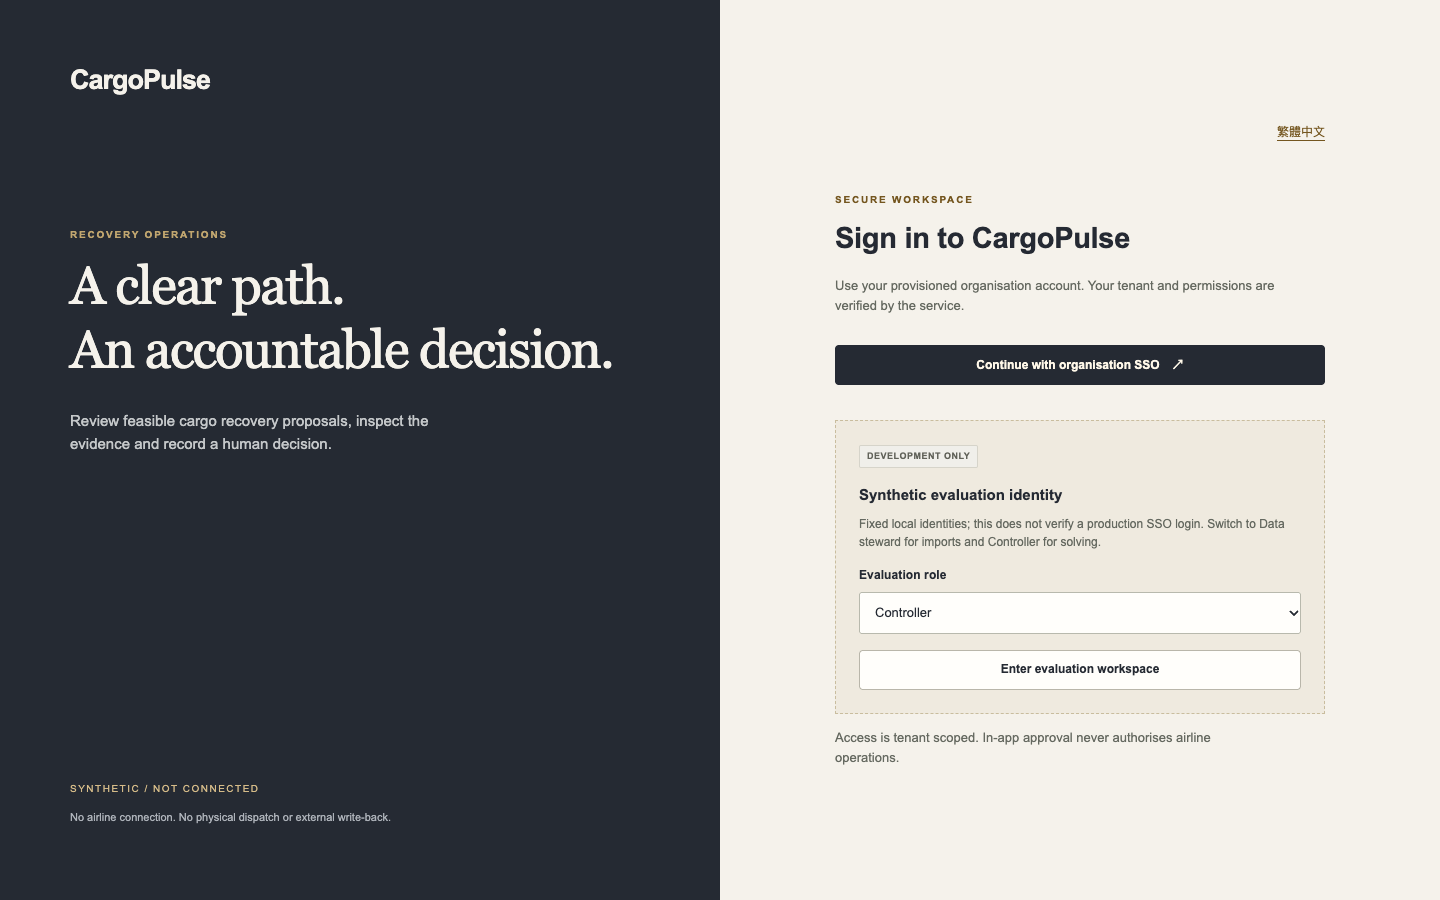 CargoPulse
RECOVERY OPERATIONS
A clear path.
An accountable decision.
Review feasible cargo recovery proposals, inspect the
evidence and record a human decision.
SYNTHETIC / NOT CONNECTED
No airline connection. No physical dispatch or external write-back.
繁體中文
SECURE WORKSPACE
Sign in to CargoPulse
Use your provisioned organisation account. Your tenant and permissions are
verified by the service.
Continue with organisation SSO ↗
DEVELOPMENT ONLY
Synthetic evaluation identity
Fixed local identities; this does not verify a production SSO login. Switch to Data
steward for imports and Controller for solving.
Evaluation role
Controller
Enter evaluation workspace
Access is tenant scoped. In-app approval never authorises airline
operations.